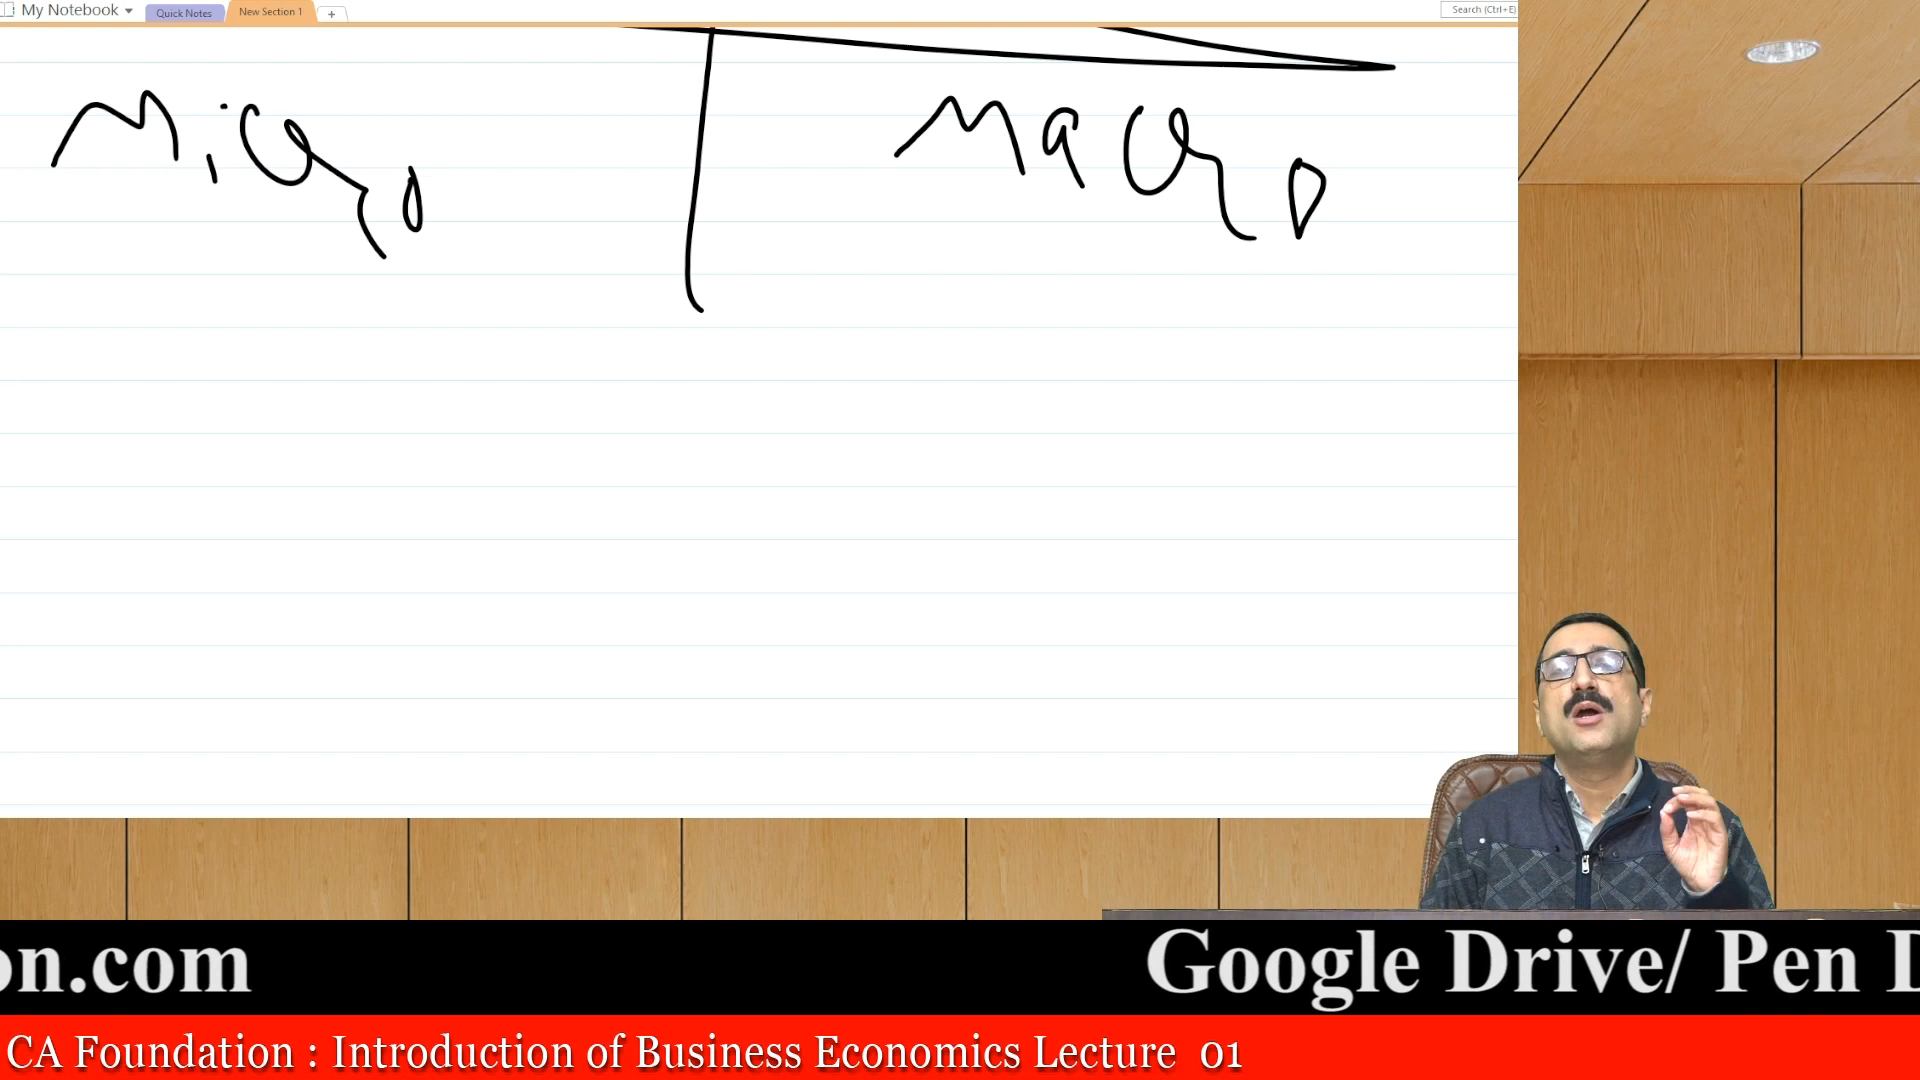 My Notebook
Quick Notes
New Section 1
+
Search (Ctrl+E)
Micro
Macro
on.com
Google Drive/ Pen D
CA Foundation : Introduction of Business Economics Lecture 01